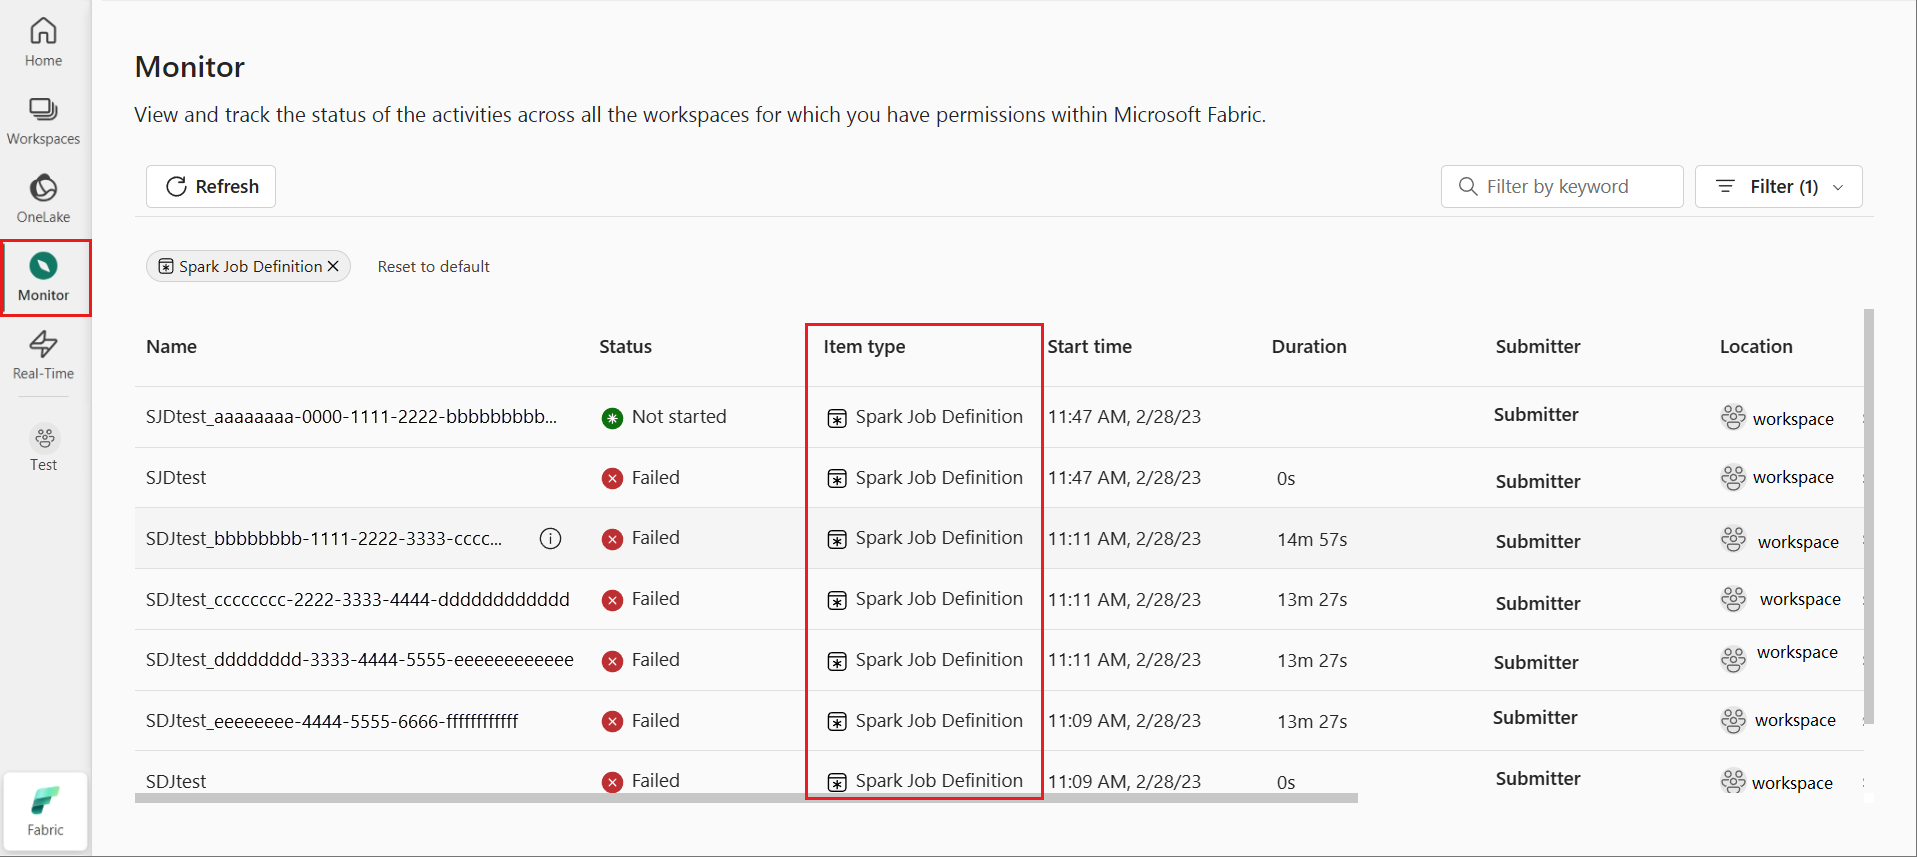 Home
Workspaces
OneLake
Monitor
Real-Time
Test
Fabric
Monitor
View and track the status of the activities across all the workspaces for which you have permissions within Microsoft Fabric.
Refresh
Filter by keyword
Filter (1)
Spark Job Definition
Reset to default
Name Status Item type Start time Duration Submitter Location
SJDtest_aaaaaaaa-0000-1111-2222-bbbbbbbbbb... Not started Spark Job Definition 11:47 AM, 2/28/23 Submitter workspace
SJDtest Failed Spark Job Definition 11:47 AM, 2/28/23 0s Submitter workspace
SDJtest_bbbbbbbb-1111-2222-3333-cccc... Failed Spark Job Definition 11:11 AM, 2/28/23 14m 57s Submitter workspace
SDJtest_cccccccc-2222-3333-4444-dddddddddddd Failed Spark Job Definition 11:11 AM, 2/28/23 13m 27s Submitter workspace
SDJtest_dddddddd-3333-4444-5555-eeeeeeeeeeee Failed Spark Job Definition 11:11 AM, 2/28/23 13m 27s Submitter workspace
SDJtest_eeeeeeee-4444-5555-6666-ffffffffffff Failed Spark Job Definition 11:09 AM, 2/28/23 13m 27s Submitter workspace
SDJtest Failed Spark Job Definition 11:09 AM, 2/28/23 0s Submitter workspace